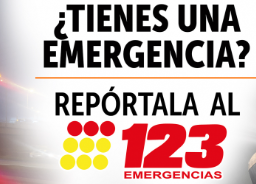 ¿TIENES UNA
EMERGENCIA?
REPÓRTALA AL
123
EMERGENCIAS